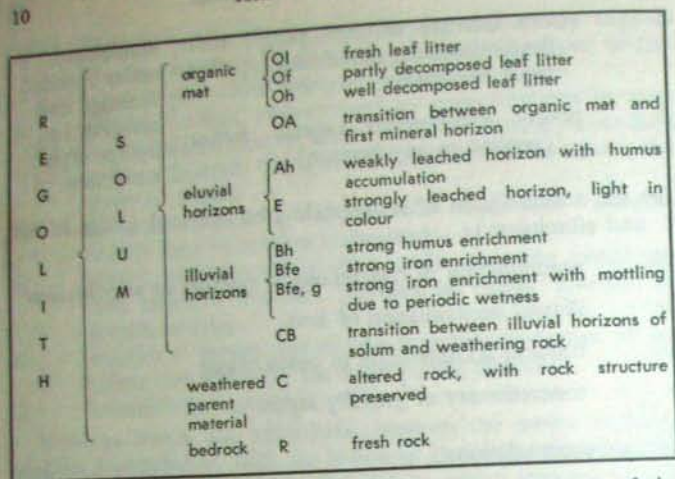 10
organic Ol fresh leaf litter
mat Of partly decomposed leaf litter
Oh well decomposed leaf litter
OA transition between organic mat and
first mineral horizon
R
E
G
O
L
I
T
H
S
O
L
U
M
eluvial Ah weakly leached horizon with humus
horizons accumulation
E strongly leached horizon, light in
colour
illuvial Bh strong humus enrichment
horizons Bfe strong iron enrichment
Bfe, g strong iron enrichment with mottling
due to periodic wetness
CB transition between illuvial horizons of
solum and weathering rock
weathered C altered rock, with rock structure
parent preserved
material
bedrock R fresh rock